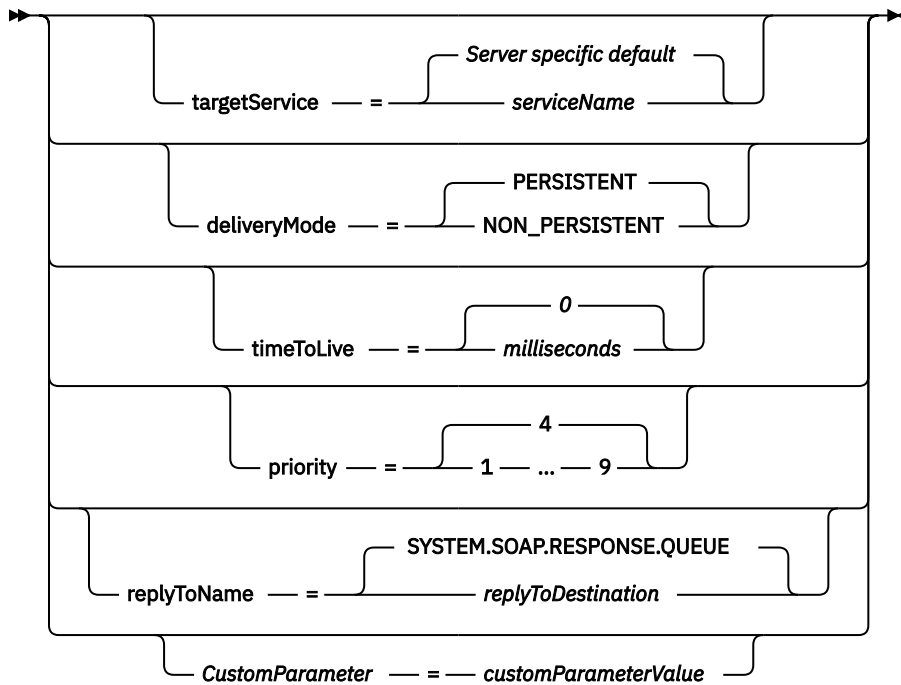 Server specific default
targetService = serviceName
PERSISTENT
deliveryMode = NON_PERSISTENT
0
timeToLive = milliseconds
4
priority = 1 ... 9
SYSTEM.SOAP.RESPONSE.QUEUE
replyToName = replyToDestination
CustomParameter = customParameterValue